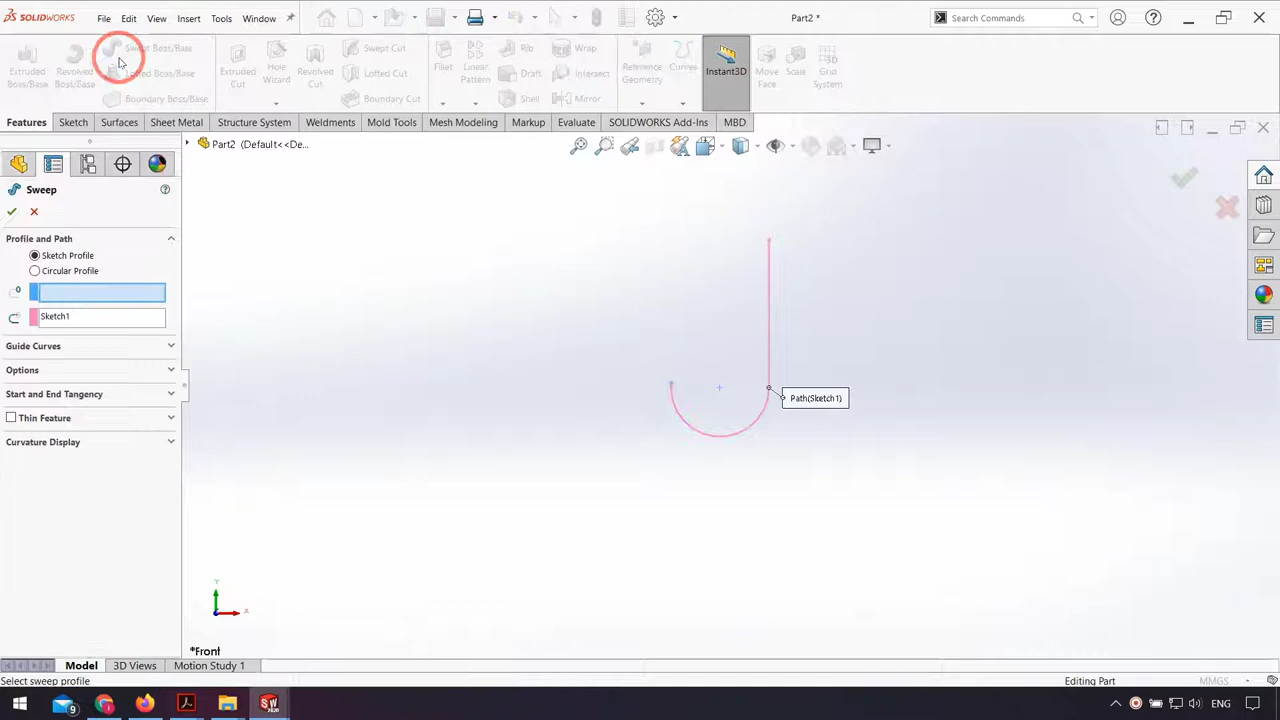 SOLIDWORKS File Edit View Insert Tools Window Part2 * Search Commands
Extruded Boss/Base
Revolved Boss/Base
Swept Boss/Base
Lofted Boss/Base
Boundary Boss/Base
Extruded Cut
Hole Wizard
Revolved Cut
Swept Cut
Lofted Cut
Boundary Cut
Fillet
Linear Pattern
Rib
Draft
Shell
Wrap
Intersect
Mirror
Reference Geometry
Curves
Instant3D
Move Face
Scale
Grid System
Features Sketch Surfaces Sheet Metal Structure System Weldments Mold Tools Mesh Modeling Markup Evaluate SOLIDWORKS Add-Ins MBD
Part2 (Default<<De...
Sweep
Profile and Path
Sketch Profile
Circular Profile
Sketch1
Guide Curves
Options
Start and End Tangency
Thin Feature
Curvature Display
Path(Sketch1)
Y
X
*Front
Model 3D Views Motion Study 1
Select sweep profile Editing Part MMGS
9 SW 2020 ENG